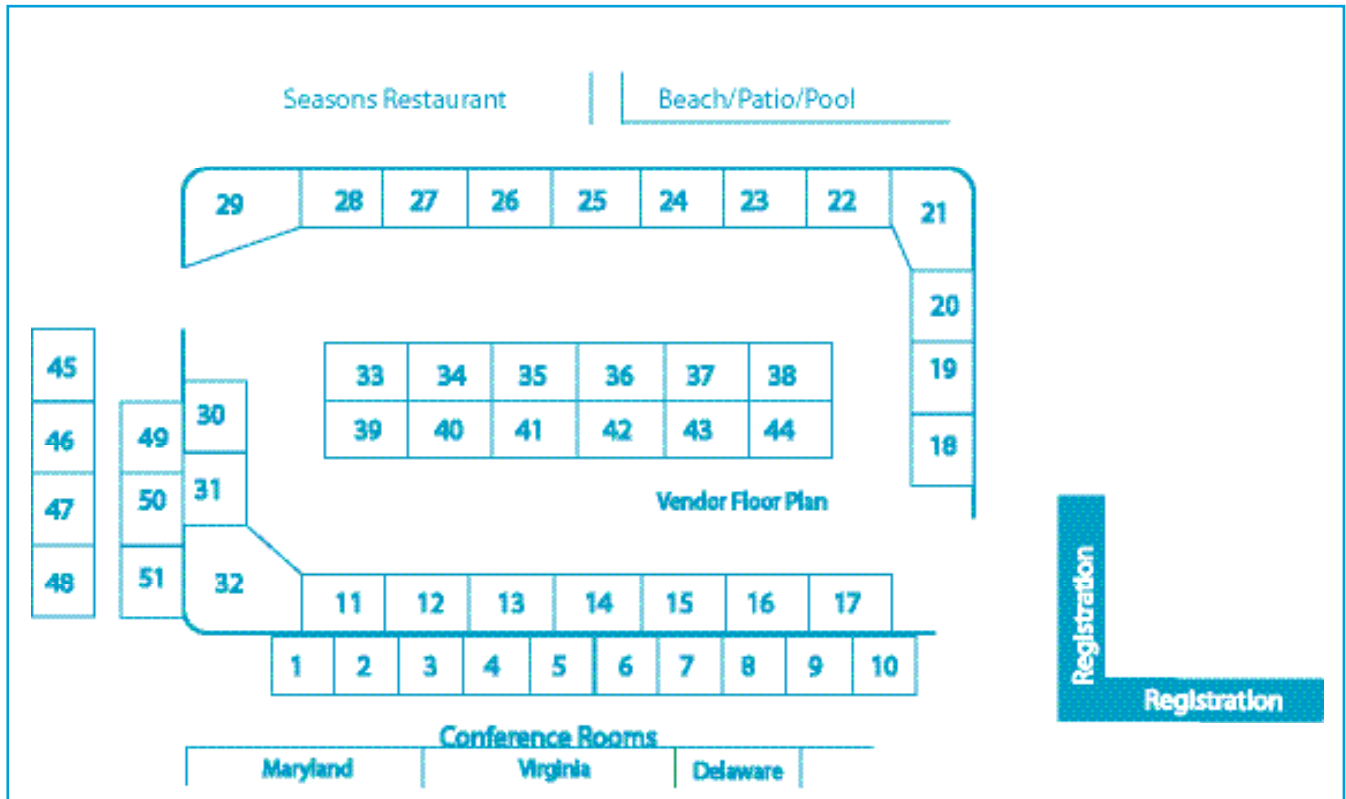 Seasons Restaurant Beach/Patio/Pool
29 28 27 26 25 24 23 22 21
20
45 33 34 35 36 37 38 19
30
46 49 39 40 41 42 43 44 18
47 50 31 Vendor Floor Plan
48 51 32 11 12 13 14 15 16 17
1 2 3 4 5 6 7 8 9 10
Registration
Registration
Conference Rooms
Maryland Virginia Delaware